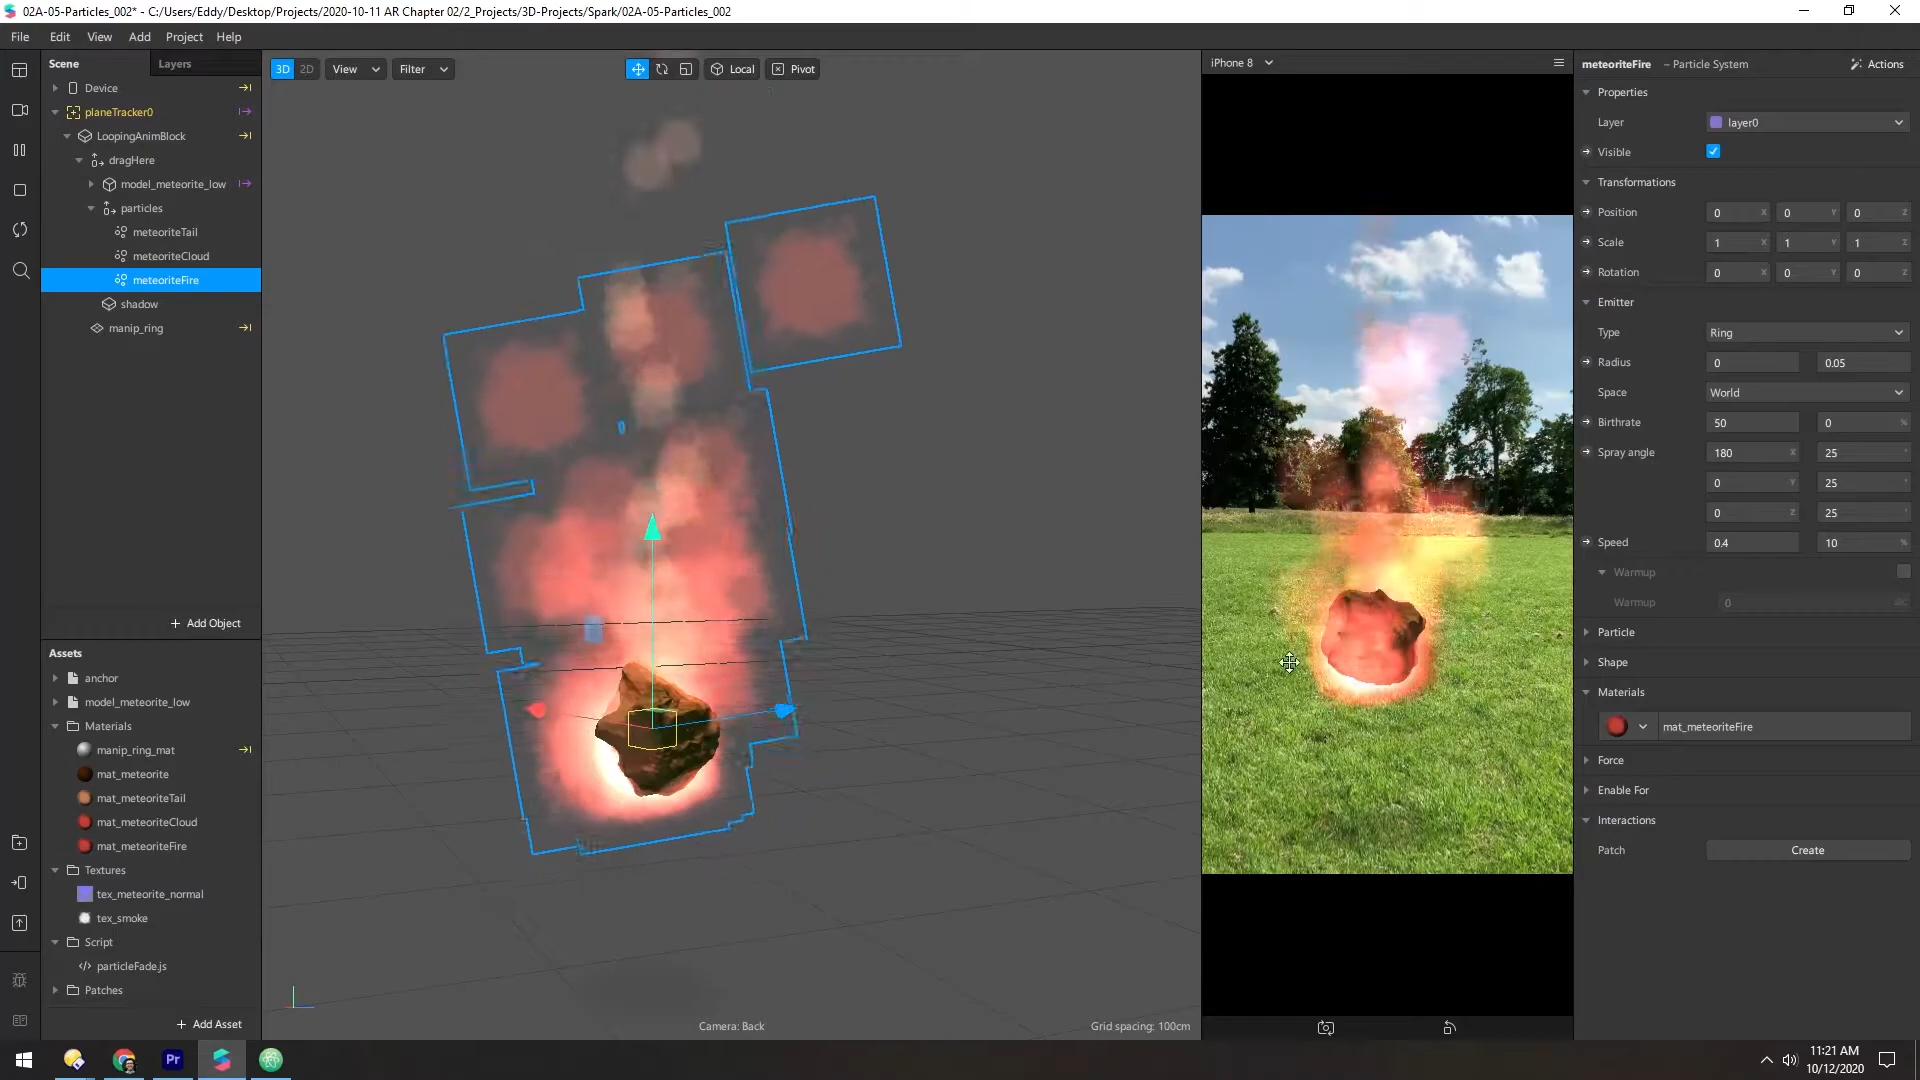 02A-05-Particles_002* - C:/Users/Eddy/Desktop/Projects/2020-10-11 AR Chapter 02/2_Projects/3D-Projects/Spark/02A-05-Particles_002
File Edit View Add Project Help
Scene Layers
Device
planeTracker0
LoopingAnimBlock
dragHere
model_meteorite_low
particles
meteoriteTail
meteoriteCloud
meteoriteFire
shadow
manip_ring
+ Add Object
Assets
anchor
model_meteorite_low
Materials
manip_ring_mat
mat_meteorite
mat_meteoriteTail
mat_meteoriteCloud
mat_meteoriteFire
Textures
tex_meteorite_normal
tex_smoke
Script
particleFade.js
Patches
+ Add Asset
3D 2D View Filter Local Pivot
Camera: Back
Grid spacing: 100cm
iPhone 8
meteoriteFire – Particle System Actions
Properties
Layer layer0
Visible
Transformations
Position 0 X 0 Y 0 Z
Scale 1 X 1 Y 1 Z
Rotation 0 X 0 Y 0 Z
Emitter
Type Ring
Radius 0 0.05
Space World
Birthrate 50 0 %
Spray angle 180 X 25 °
0 Y 25 °
0 Z 25 °
Speed 0.4 10 %
Warmup
Warmup 0
Particle
Shape
Materials
mat_meteoriteFire
Force
Enable For
Interactions
Patch Create
Pr
11:21 AM
10/12/2020